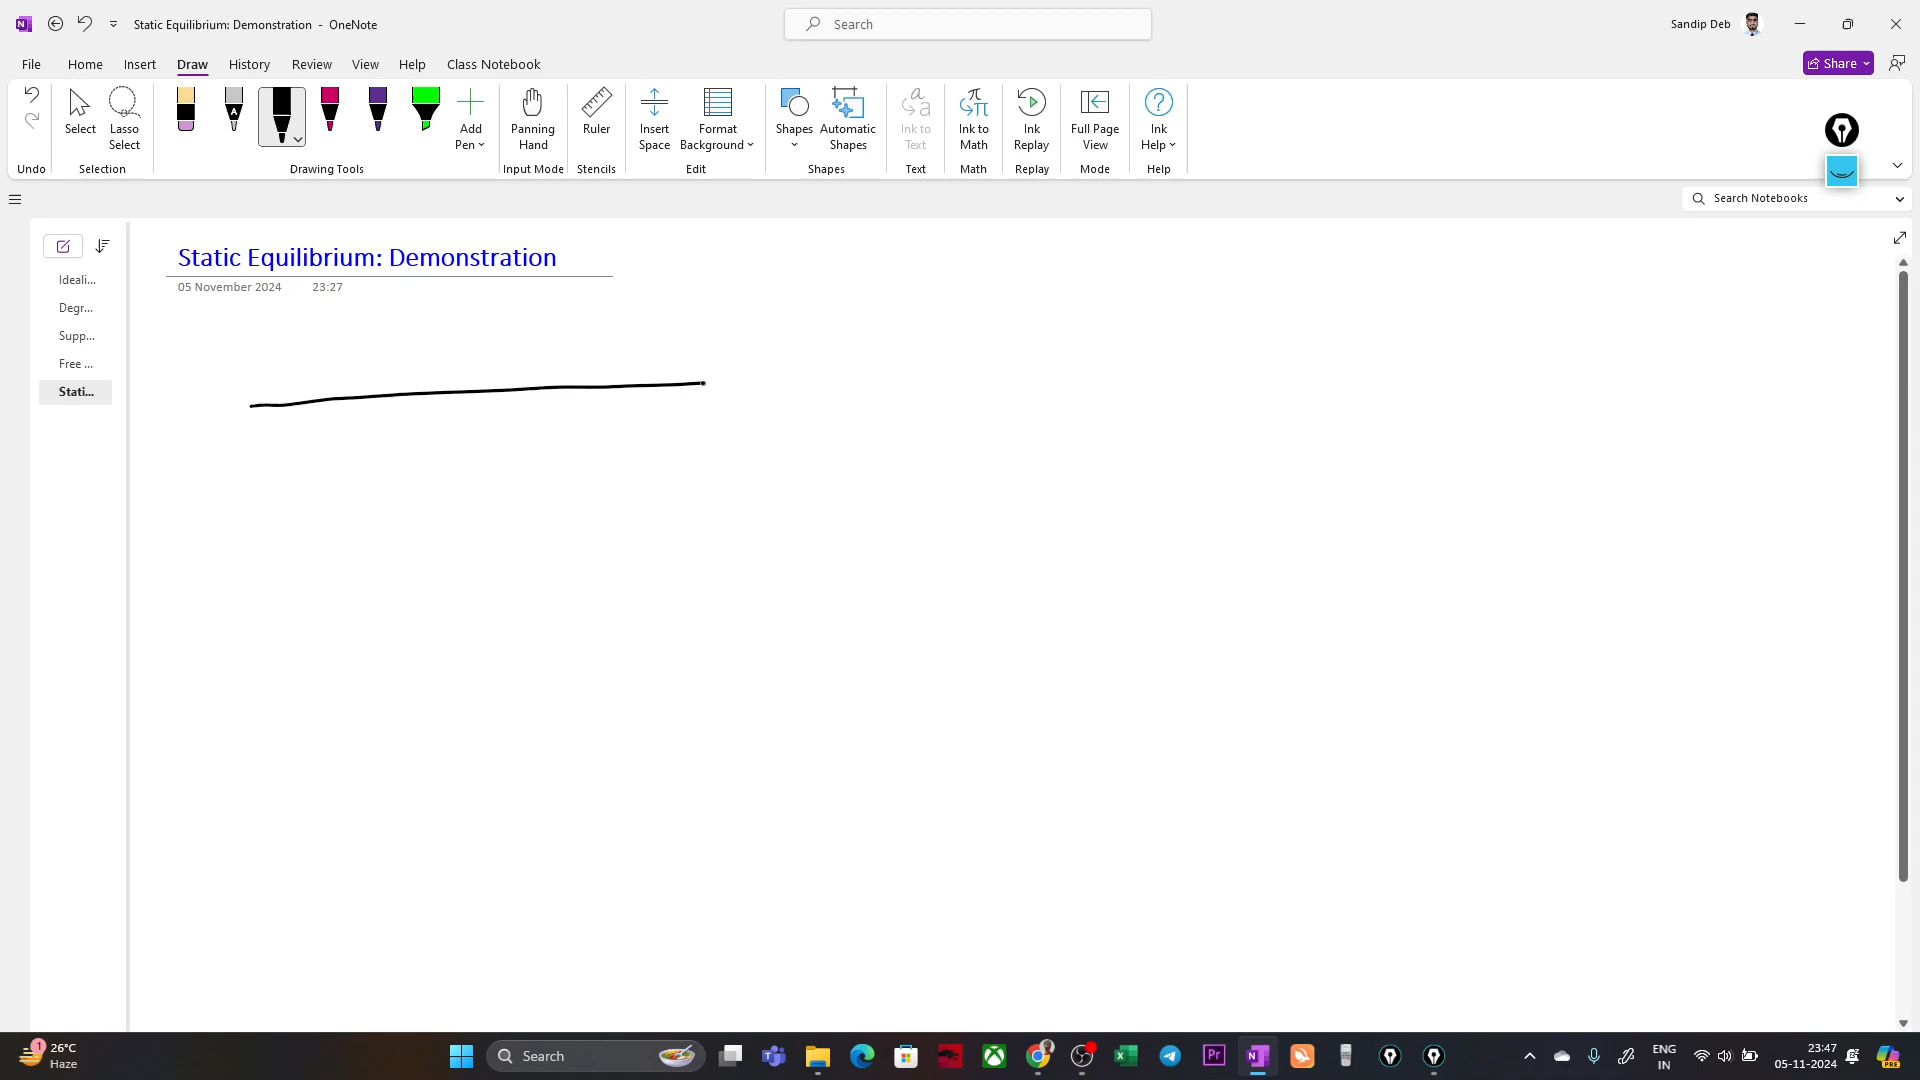 Static Equilibrium: Demonstration - OneNote
Search
Sandip Deb
File Home Insert Draw History Review View Help Class Notebook
Share
Undo
Select
Lasso Select
Selection
A
Add Pen
Drawing Tools
Panning Hand
Input Mode
Ruler
Stencils
Insert Space
Format Background
Edit
Shapes
Automatic Shapes
Shapes
Ink to Text
Text
Ink to Math
Math
Ink Replay
Replay
Full Page View
Mode
Ink Help
Help
Search Notebooks
Ideali...
Degr...
Supp...
Free ...
Stati...
Static Equilibrium: Demonstration
05 November 2024 23:27
1
26°C
Haze
Search
Pr
ENG
IN
23:47
05-11-2024
PRE